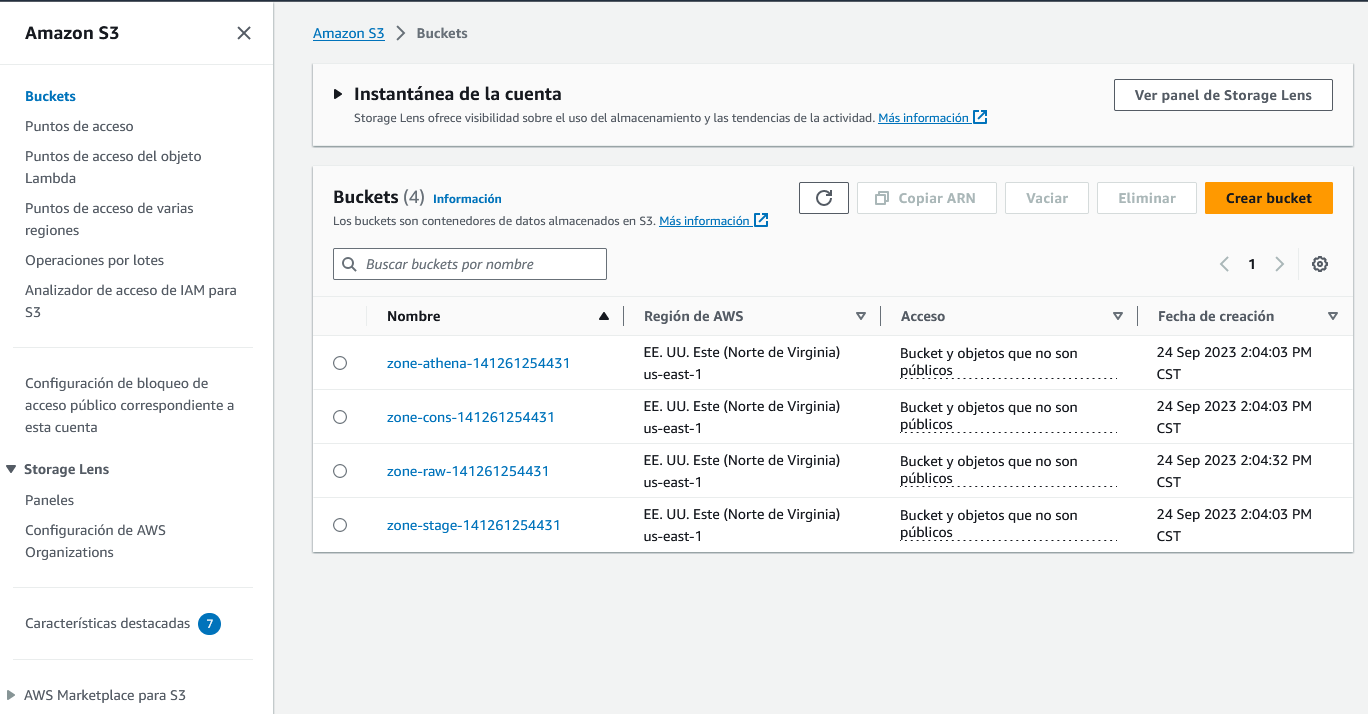 Amazon S3
Buckets
Puntos de acceso
Puntos de acceso del objeto
Lambda
Puntos de acceso de varias
regiones
Operaciones por lotes
Analizador de acceso de IAM para
S3
Configuración de bloqueo de
acceso público correspondiente a
esta cuenta
Storage Lens
Paneles
Configuración de AWS
Organizations
Características destacadas 7
AWS Marketplace para S3
Amazon S3 > Buckets
Instantánea de la cuenta
Storage Lens ofrece visibilidad sobre el uso del almacenamiento y las tendencias de la actividad. Más información
Ver panel de Storage Lens
Buckets (4) Información
Los buckets son contenedores de datos almacenados en S3. Más información
Copiar ARN Vaciar Eliminar Crear bucket
Buscar buckets por nombre
1
Nombre Región de AWS Acceso Fecha de creación
zone-athena-141261254431 EE. UU. Este (Norte de Virginia) us-east-1 Bucket y objetos que no son públicos 24 Sep 2023 2:04:03 PM CST
zone-cons-141261254431 EE. UU. Este (Norte de Virginia) us-east-1 Bucket y objetos que no son públicos 24 Sep 2023 2:04:03 PM CST
zone-raw-141261254431 EE. UU. Este (Norte de Virginia) us-east-1 Bucket y objetos que no son públicos 24 Sep 2023 2:04:32 PM CST
zone-stage-141261254431 EE. UU. Este (Norte de Virginia) us-east-1 Bucket y objetos que no son públicos 24 Sep 2023 2:04:03 PM CST